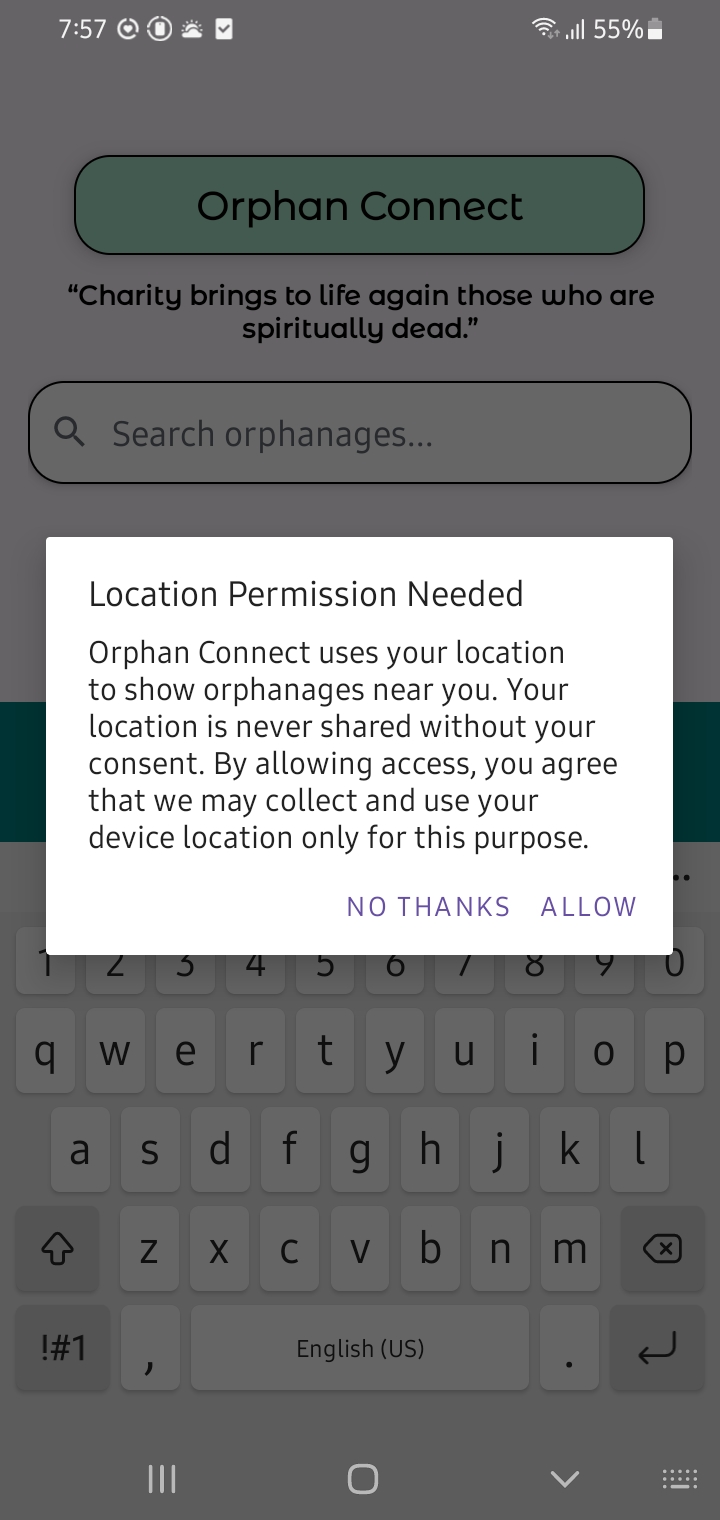 7:57 55%
Orphan Connect
“Charity brings to life again those who are
spiritually dead.”
Search orphanages...
Location Permission Needed
Orphan Connect uses your location
to show orphanages near you. Your
location is never shared without your
consent. By allowing access, you agree
that we may collect and use your
device location only for this purpose.
NO THANKS ALLOW
1 2 3 4 5 6 7 8 9 0
q w e r t y u i o p
a s d f g h j k l
z x c v b n m
!#1 , English (US) .